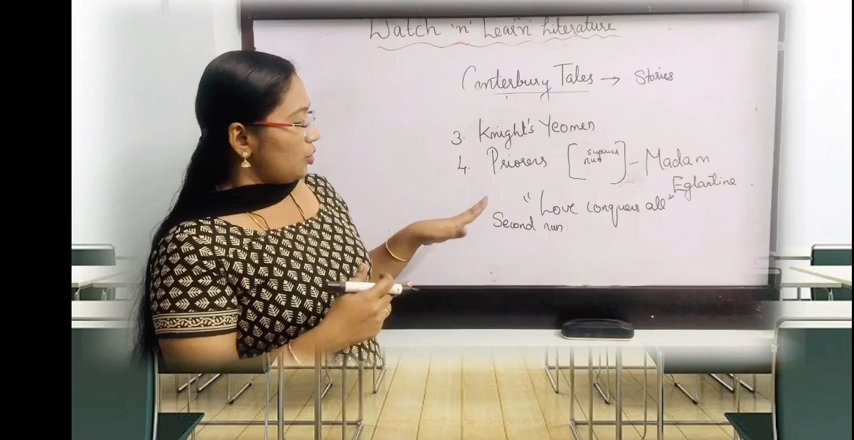 Watch 'n' Learn Literature
Canterbury Tales → Stories
3. Knight's Yeomen
4. Priorers [superior nun] - Madam Eglantine
"Love conquers all"
Second nun